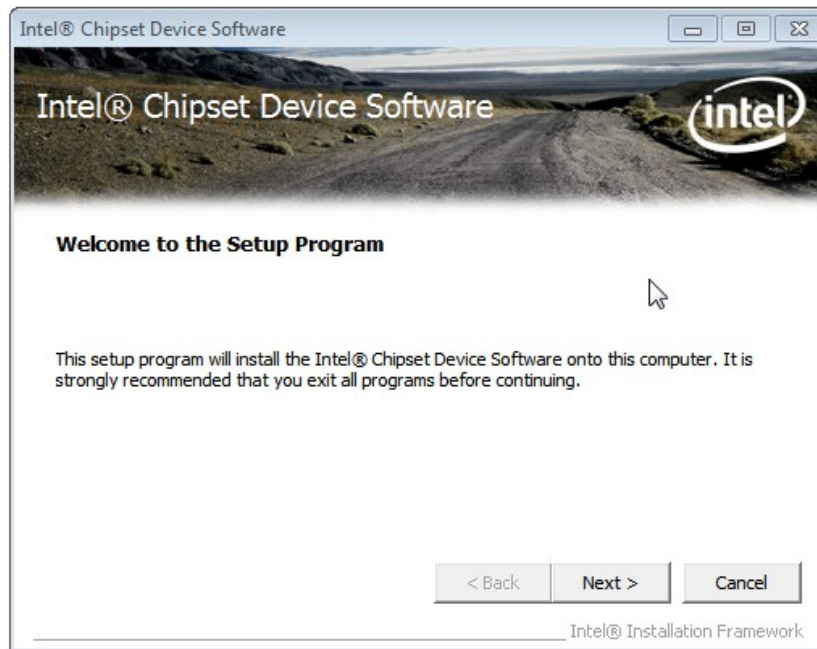 Intel® Chipset Device Software
Intel® Chipset Device Software
intel
Welcome to the Setup Program
This setup program will install the Intel® Chipset Device Software onto this computer. It is
strongly recommended that you exit all programs before continuing.
< Back Next > Cancel
Intel® Installation Framework